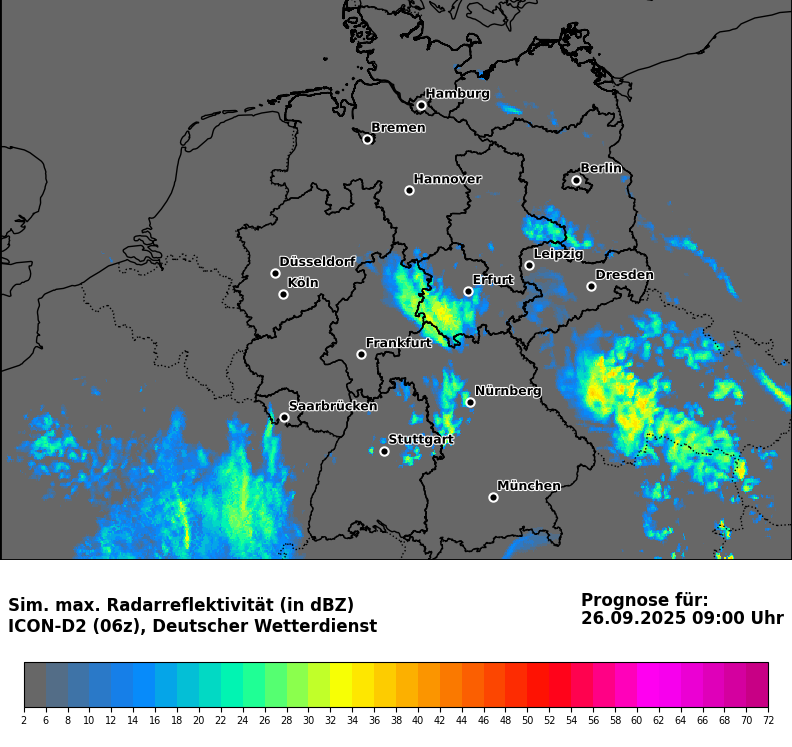 Hamburg
Bremen
Berlin
Hannover
Leipzig
Düsseldorf
Dresden
Köln
Erfurt
Frankfurt
Nürnberg
Saarbrücken
Stuttgart
München
Sim. max. Radarreflektivität (in dBZ)
ICON-D2 (06z), Deutscher Wetterdienst
Prognose für:
26.09.2025 09:00 Uhr
2 6 8 10 12 14 16 18 20 22 24 26 28 30 32 34 36 38 40 42 44 46 48 50 52 54 56 58 60 62 64 66 68 70 72